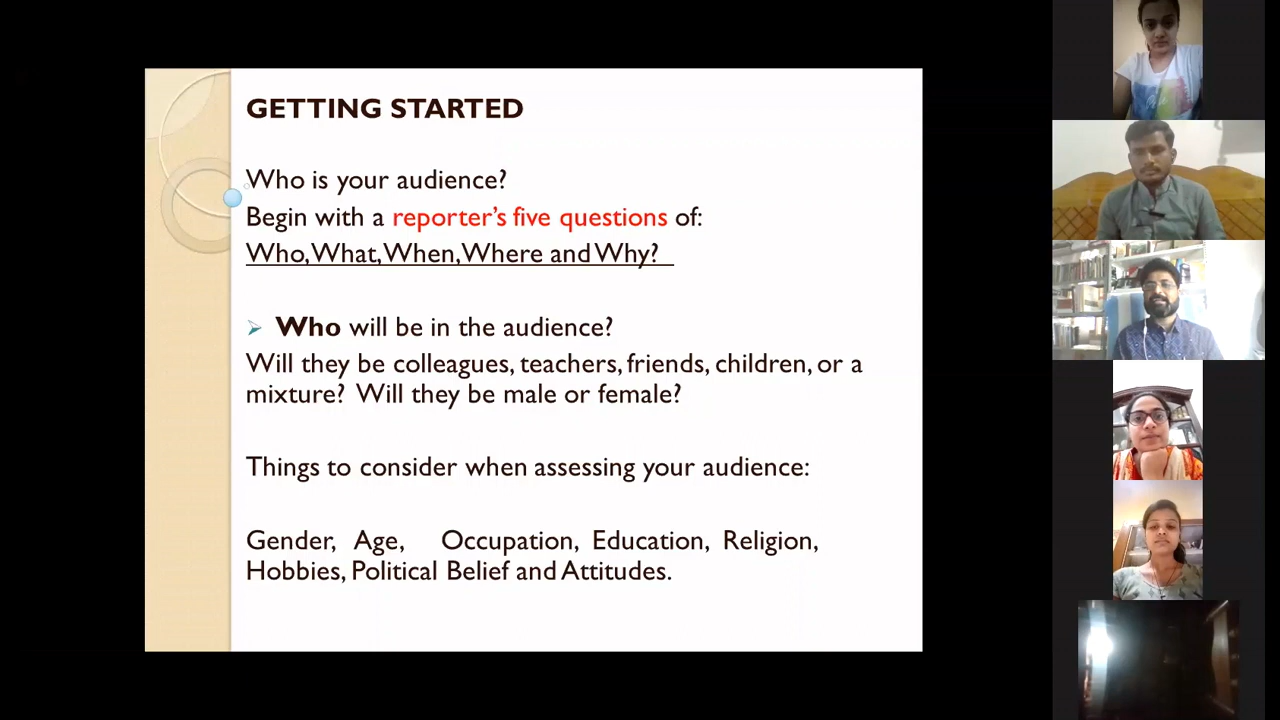 GETTING STARTED
Who is your audience?
Begin with a reporter's five questions of:
Who, What, When, Where and Why?
Who will be in the audience?
Will they be colleagues, teachers, friends, children, or a
mixture? Will they be male or female?
Things to consider when assessing your audience:
Gender, Age, Occupation, Education, Religion,
Hobbies, Political Belief and Attitudes.